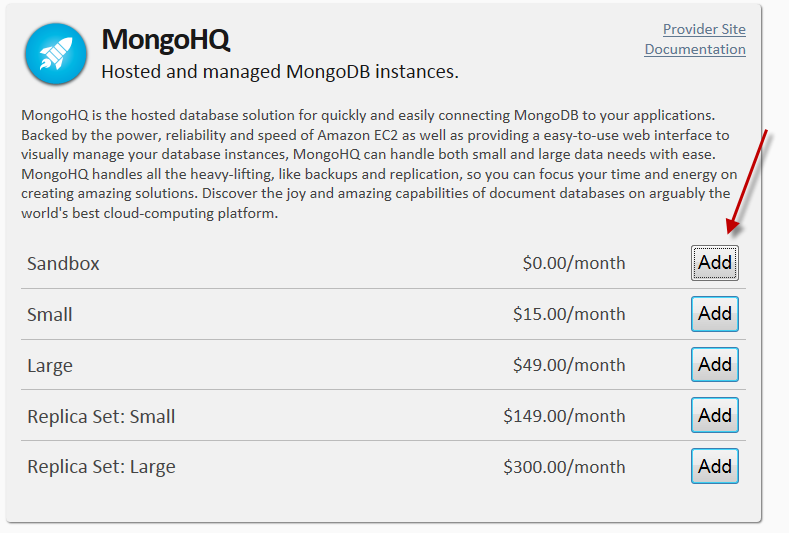 MongoHQ
Provider Site
Hosted and managed MongoDB instances.
Documentation
MongoHQ is the hosted database solution for quickly and easily connecting MongoDB to your applications.
Backed by the power, reliability and speed of Amazon EC2 as well as providing a easy-to-use web interface to
visually manage your database instances, MongoHQ can handle both small and large data needs with ease.
MongoHQ handles all the heavy-lifting, like backups and replication, so you can focus your time and energy on
creating amazing solutions. Discover the joy and amazing capabilities of document databases on arguably the
world's best cloud-computing platform.
Sandbox $0.00/month Add
Small $15.00/month Add
Large $49.00/month Add
Replica Set: Small $149.00/month Add
Replica Set: Large $300.00/month Add